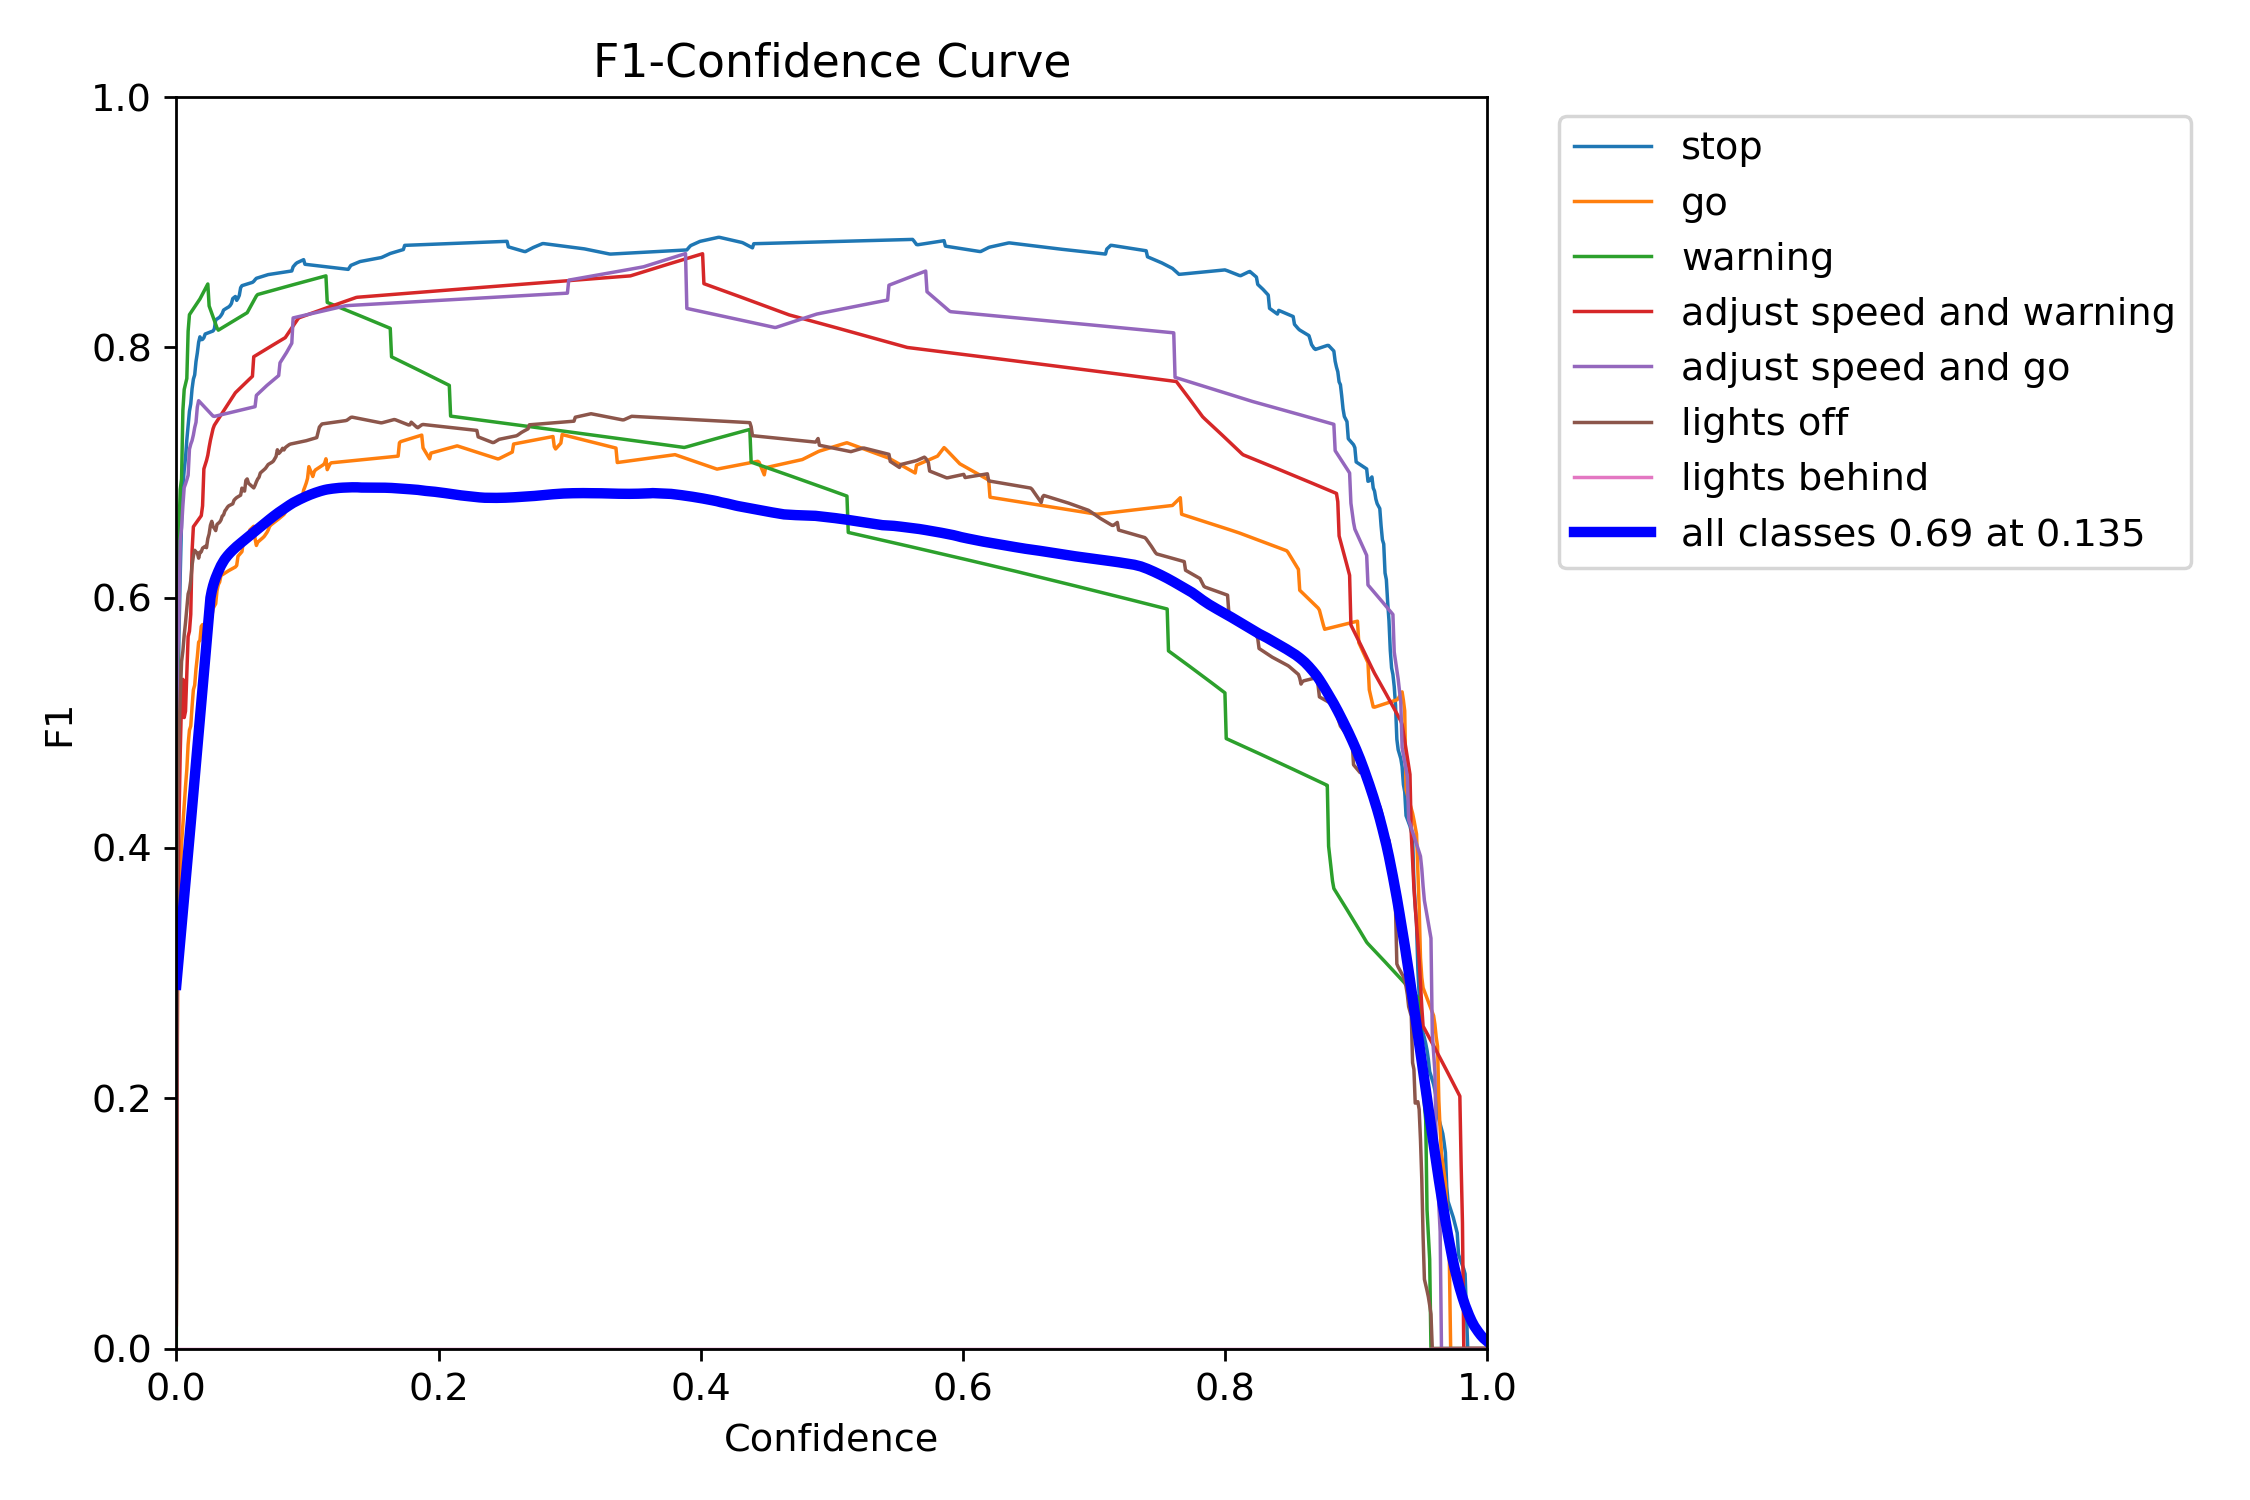 F1-Confidence Curve
1.0
0.8
0.6
0.4
0.2
0.0
F1
0.0 0.2 0.4 0.6 0.8 1.0
Confidence
stop
go
warning
adjust speed and warning
adjust speed and go
lights off
lights behind
all classes 0.69 at 0.135